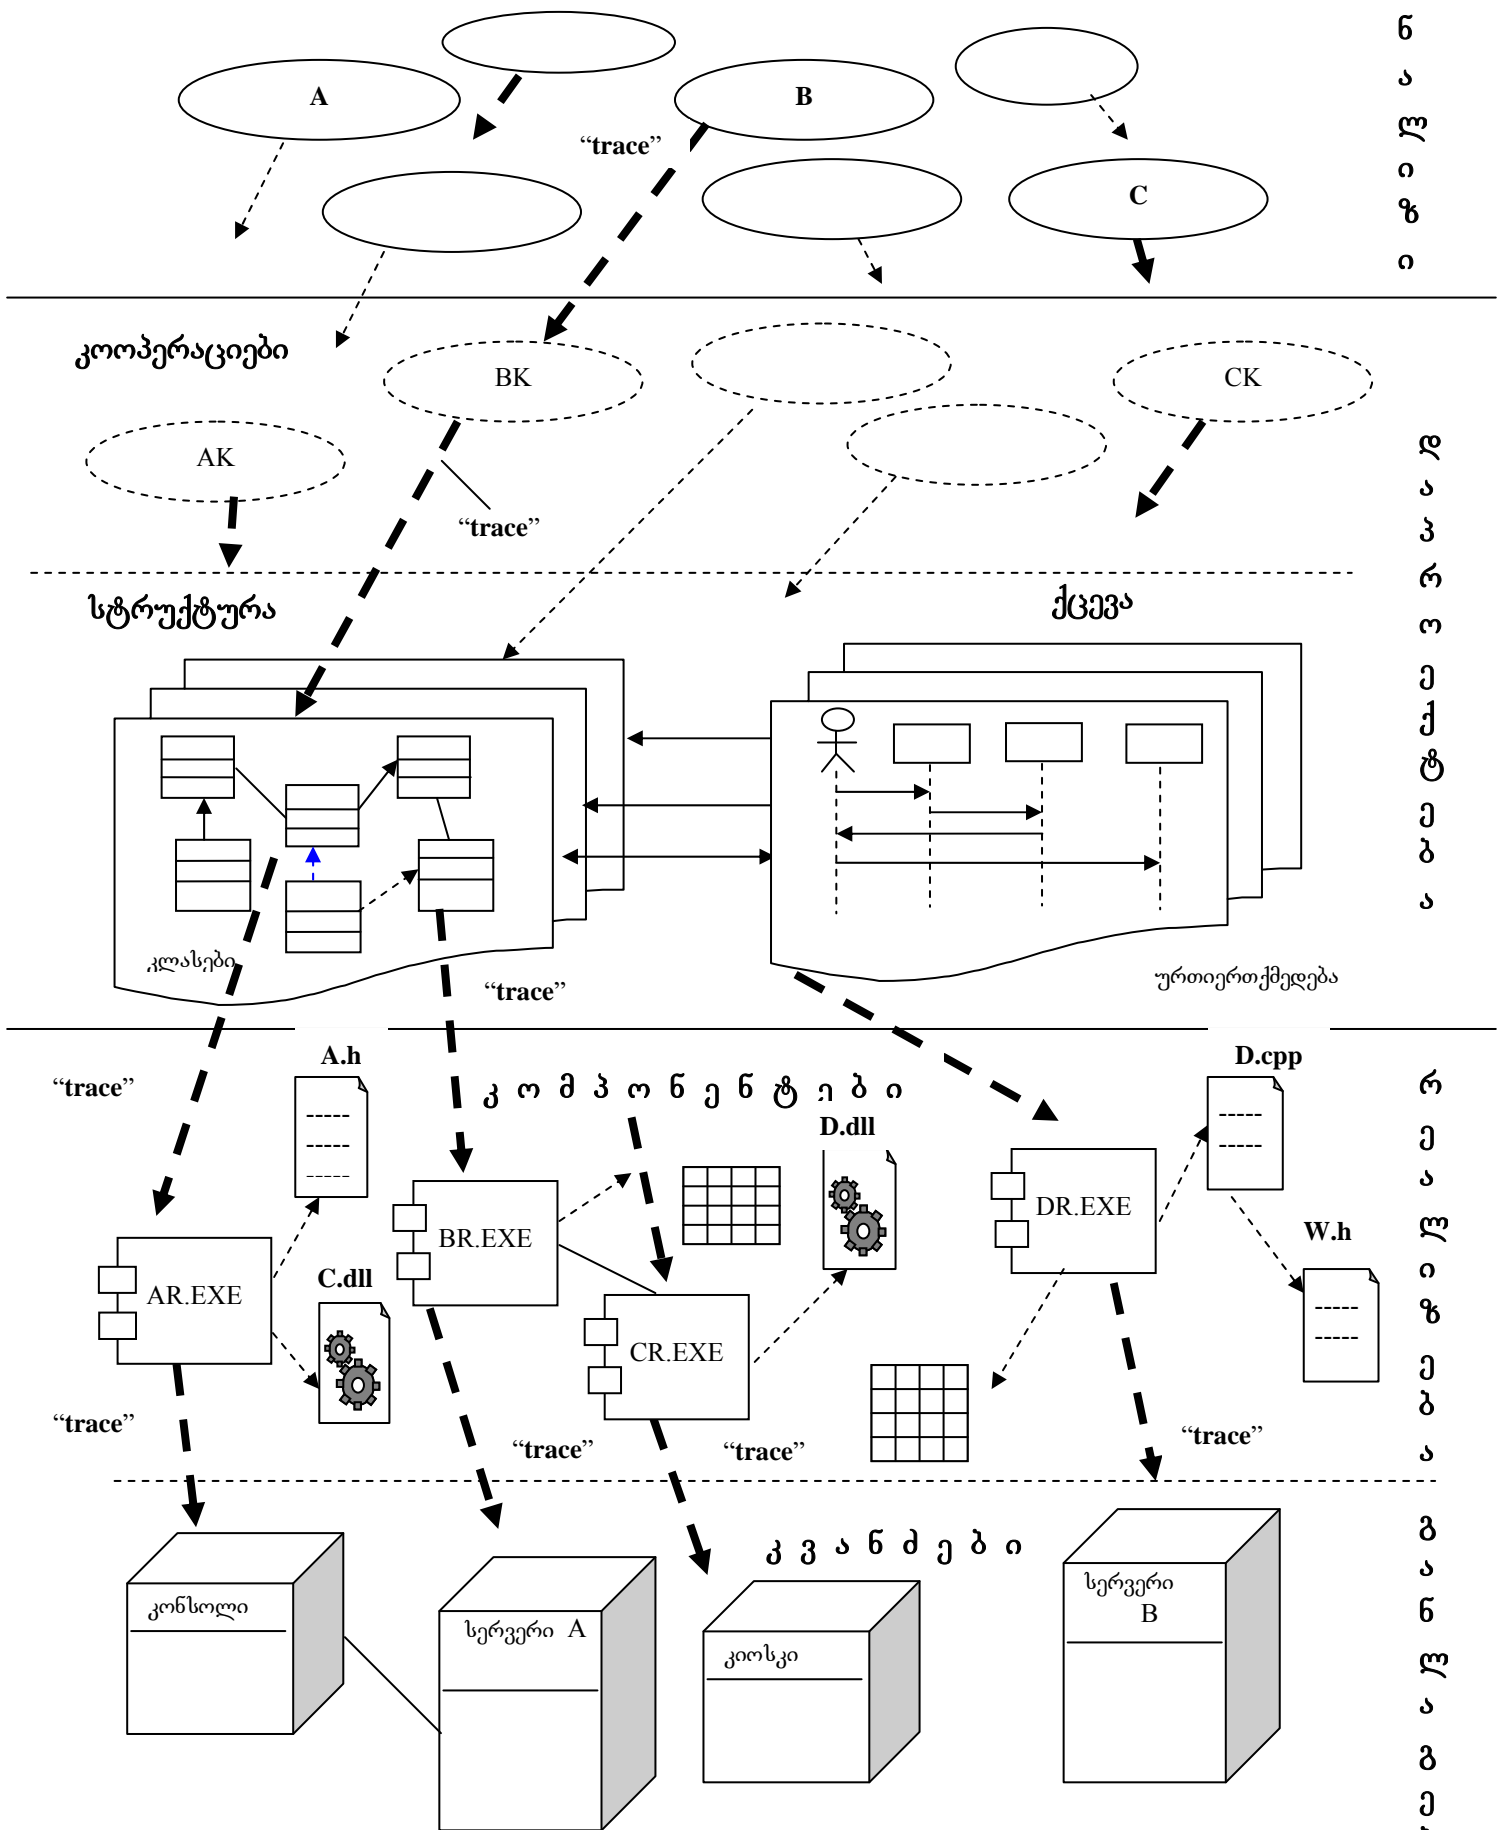 ნ
ა
ლ
ი
ზ
ი
A
B
“trace”
C
კოოპერაციები
BK
CK
AK
“trace”
დ
ა
პ
რ
ო
ე
ქ
ტ
ე
ბ
ა
სტრუქტურა
ქცევა
კლასები
“trace”
ურთიერთქმედება
“trace”
A.h
კ ო მ პ ო ნ ე ნ ტ ე ბ ი
D.dll
D.cpp
რ
ე
ა
ლ
ი
ზ
ე
ბ
ა
BR.EXE
DR.EXE
W.h
AR.EXE
C.dll
CR.EXE
“trace”
“trace”
“trace”
“trace”
კ ვ ა ნ ძ ე ბ ი
გ
ა
ნ
ლ
ა
გ
ე
კონსოლი
სერვერი A
კიოსკი
სერვერი
B